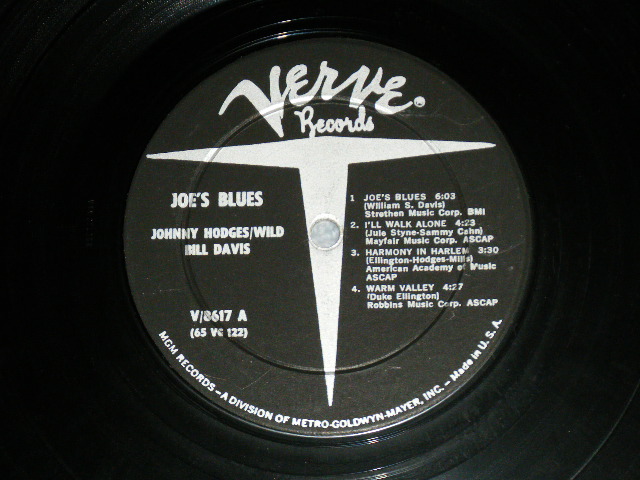 Verve
Records
JOE'S BLUES
JOHNNY HODGES/WILD
BILL DAVIS
V/8617 A
(65 VG 122)
1 JOE'S BLUES 6:03
(William S. Davis)
Strethen Music Corp. BMI
2. I'LL WALK ALONE 4:23
(Jule Styne-Sammy Cahn)
Mayfair Music Corp. ASCAP
3. HARMONY IN HARLEM 3:30
(Ellington-Hodges-Mills)
American Academy of Music
ASCAP
4. WARM VALLEY 4:27
(Duke Ellington)
Robbins Music Corp. ASCAP
MGM RECORDS—A DIVISION OF METRO-GOLDWYN-MAYER, INC. — Made in U. S. A.